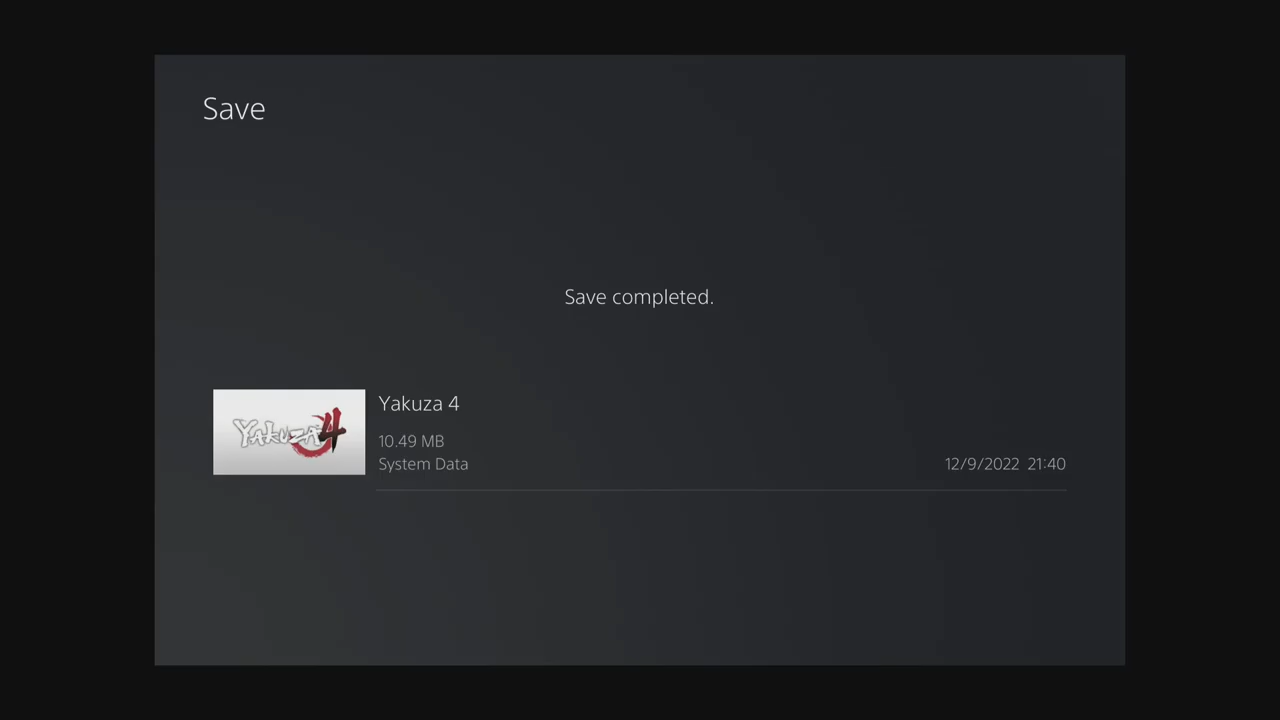 Save
Save completed.
Yakuza 4
Yakuza 4
10.49 MB
System Data 12/9/2022 21:40